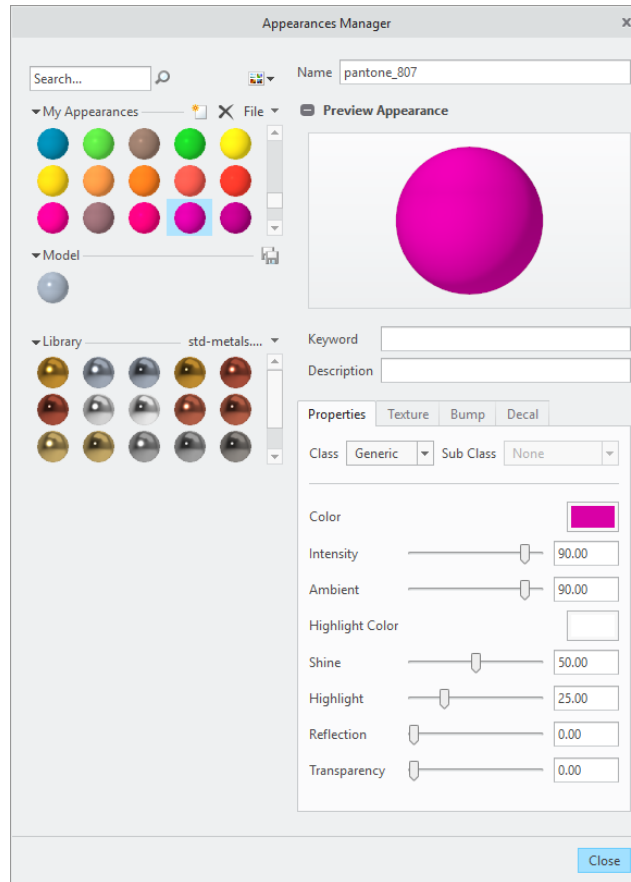 Appearances Manager
Search...
My Appearances
File
Model
Library
std-metals....
Name
pantone_807
Preview Appearance
Keyword
Description
Properties
Texture
Bump
Decal
Class
Generic
Sub Class
None
Color
Intensity
90.00
Ambient
90.00
Highlight Color
Shine
50.00
Highlight
25.00
Reflection
0.00
Transparency
0.00
Close